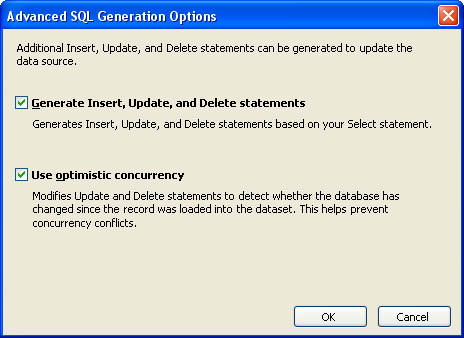 Advanced SQL Generation Options
Additional Insert, Update, and Delete statements can be generated to update the
data source.
Generate Insert, Update, and Delete statements
Generates Insert, Update, and Delete statements based on your Select statement.
Use optimistic concurrency
Modifies Update and Delete statements to detect whether the database has
changed since the record was loaded into the dataset. This helps prevent
concurrency conflicts.
OK
Cancel